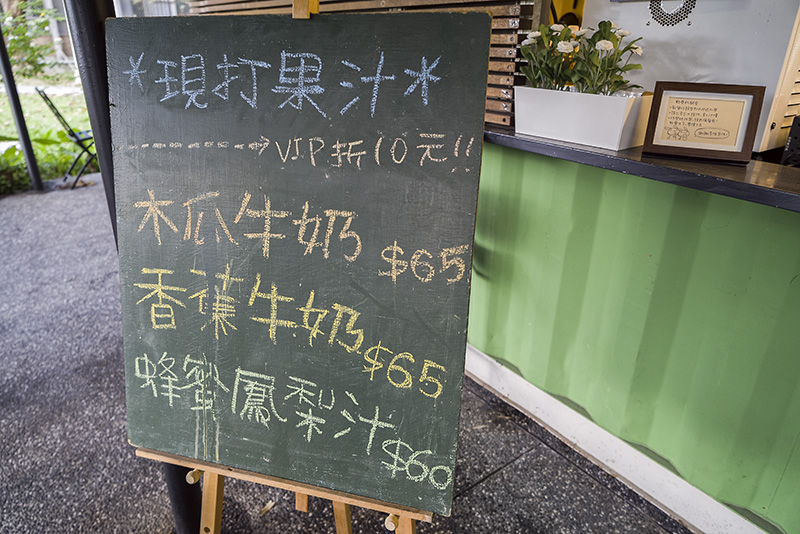 *現打果汁*
------→VIP折10元!!
木瓜牛奶 $65
香蕉牛奶 $65
蜂蜜鳳梨汁 $60